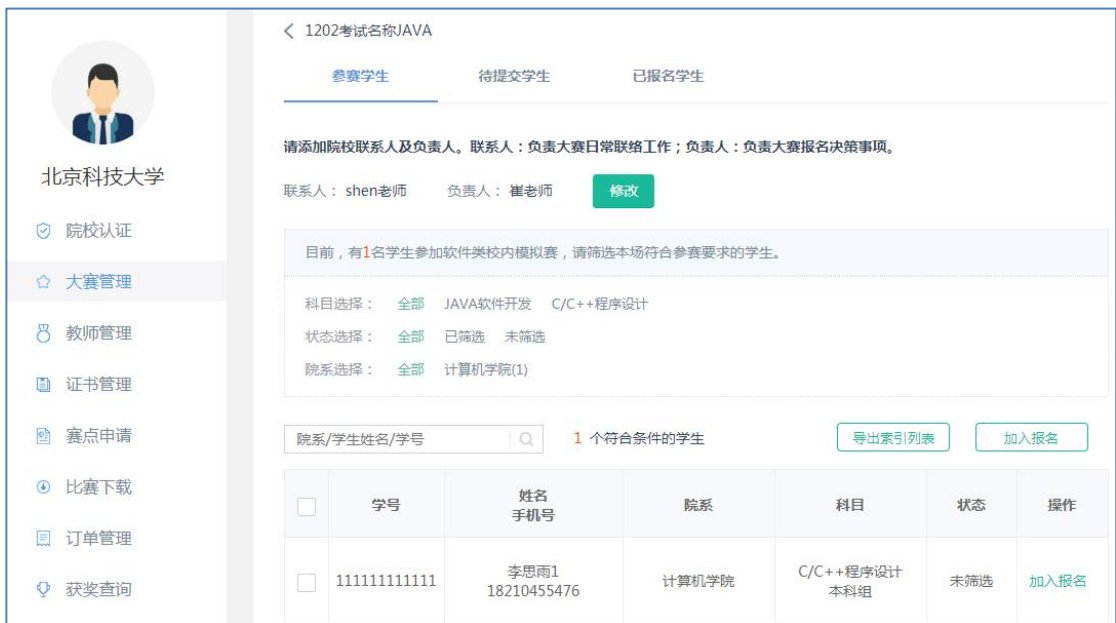 1202考试名称JAVA
参赛学生 待提交学生 已报名学生
请添加院校联系人及负责人。联系人：负责大赛日常联络工作；负责人：负责大赛报名决策事项。
北京科技大学
联系人： shen老师 负责人： 崔老师 修改
院校认证
大赛管理
教师管理
证书管理
赛点申请
比赛下载
订单管理
获奖查询
目前，有1名学生参加软件类校内模拟赛，请筛选本场符合参赛要求的学生。
科目选择： 全部 JAVA软件开发 C/C++程序设计
状态选择： 全部 已筛选 未筛选
院系选择： 全部 计算机学院(1)
院系/学生姓名/学号 1 个符合条件的学生 导出索引列表 加入报名
学号 姓名 手机号 院系 科目 状态 操作
111111111111 李思雨1 18210455476 计算机学院 C/C++程序设计 本科组 未筛选 加入报名